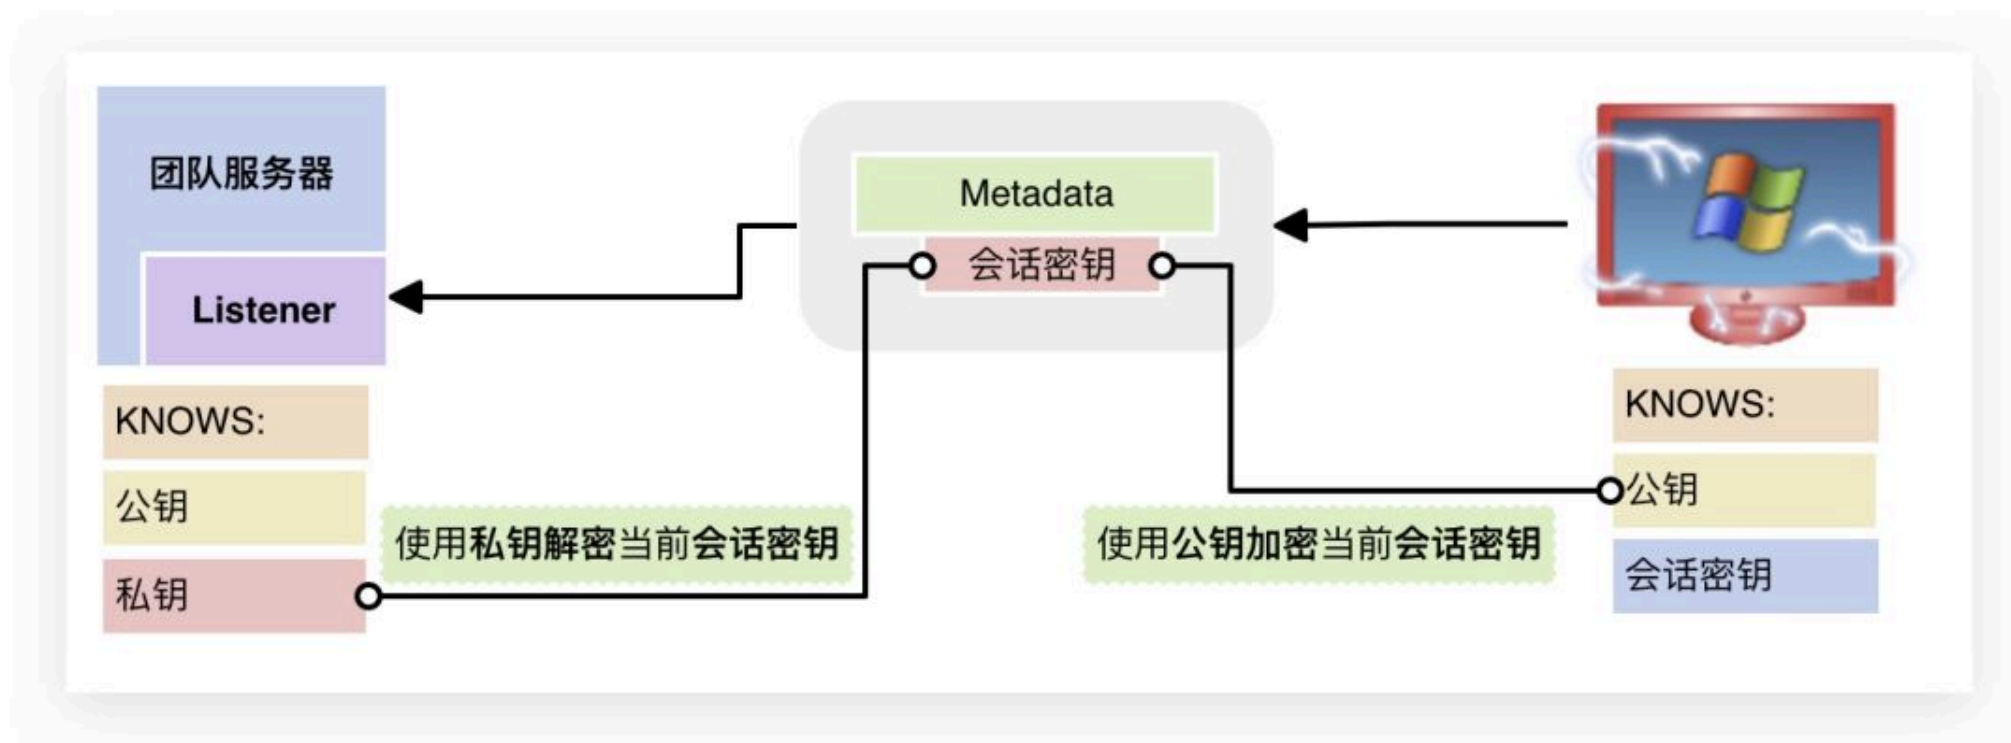 团队服务器
Listener
KNOWS:
公钥
私钥
使用私钥解密当前会话密钥
Metadata
会话密钥
使用公钥加密当前会话密钥
KNOWS:
公钥
会话密钥